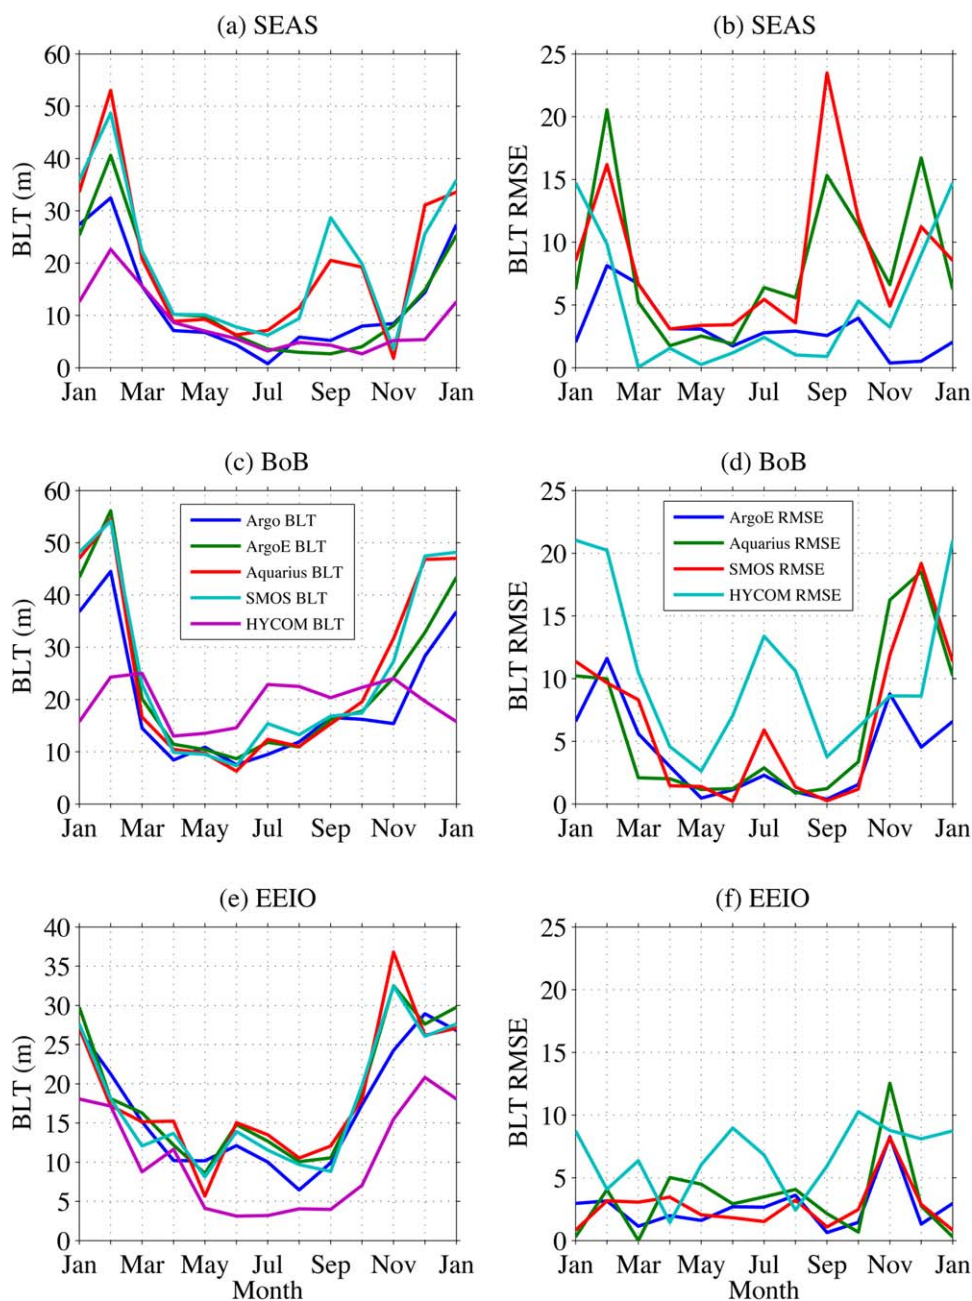 (a) SEAS
BLT (m)
60
50
40
30
20
10
0
Jan Mar May Jul Sep Nov Jan
(b) SEAS
BLT RMSE
25
20
15
10
5
0
Jan Mar May Jul Sep Nov Jan
(c) BoB
BLT (m)
60
50
40
30
20
10
0
Argo BLT
ArgoE BLT
Aquarius BLT
SMOS BLT
HYCOM BLT
Jan Mar May Jul Sep Nov Jan
(d) BoB
BLT RMSE
25
20
15
10
5
0
ArgoE RMSE
Aquarius RMSE
SMOS RMSE
HYCOM RMSE
Jan Mar May Jul Sep Nov Jan
(e) EEIO
BLT (m)
40
35
30
25
20
15
10
5
0
Jan Mar May Jul Sep Nov Jan
Month
(f) EEIO
BLT RMSE
25
20
15
10
5
0
Jan Mar May Jul Sep Nov Jan
Month